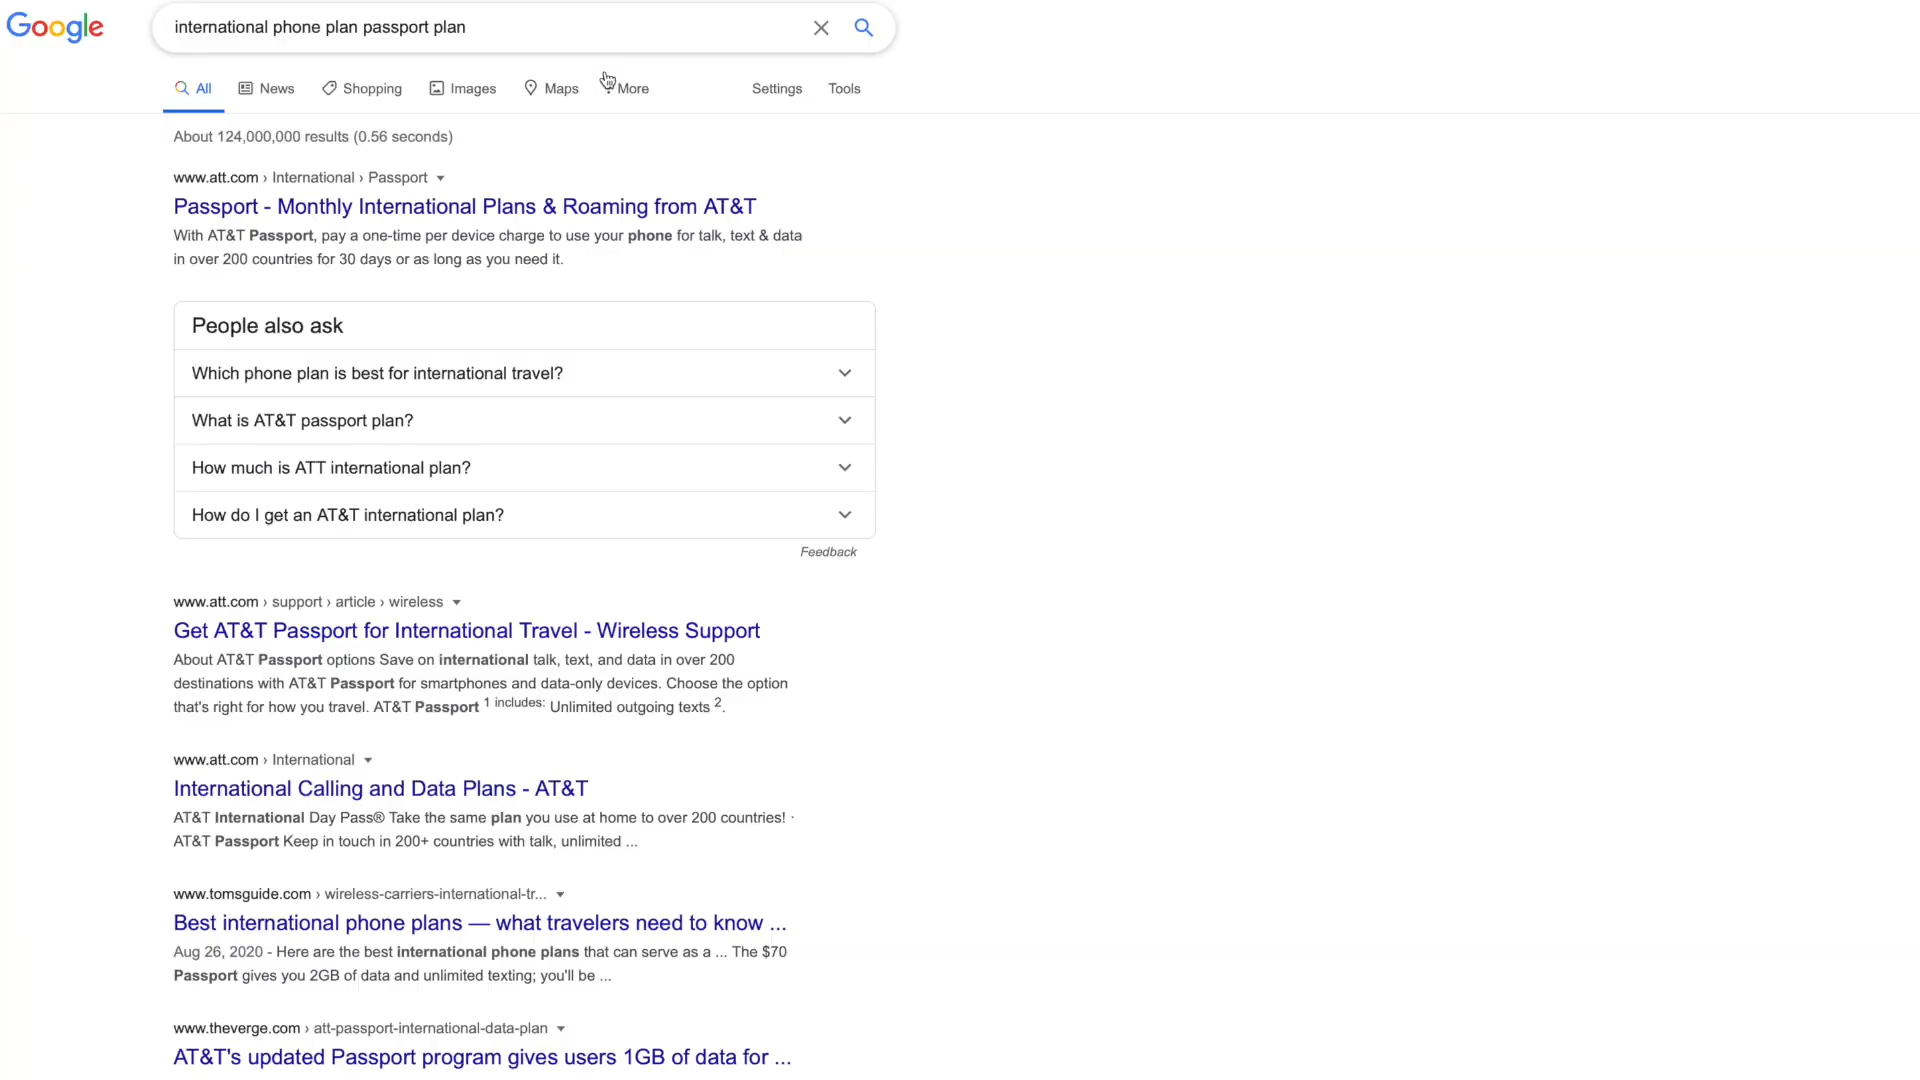 Google
international phone plan passport plan
All
News
Shopping
Images
Maps
More
Settings
Tools
About 124,000,000 results (0.56 seconds)
www.att.com › International › Passport
Passport - Monthly International Plans & Roaming from AT&T
With AT&T Passport, pay a one-time per device charge to use your phone for talk, text & data
in over 200 countries for 30 days or as long as you need it.
People also ask
Which phone plan is best for international travel?
What is AT&T passport plan?
How much is ATT international plan?
How do I get an AT&T international plan?
Feedback
www.att.com › support › article › wireless
Get AT&T Passport for International Travel - Wireless Support
About AT&T Passport options Save on international talk, text, and data in over 200
destinations with AT&T Passport for smartphones and data-only devices. Choose the option
that's right for how you travel. AT&T Passport 1 includes: Unlimited outgoing texts 2.
www.att.com › International
International Calling and Data Plans - AT&T
AT&T International Day Pass® Take the same plan you use at home to over 200 countries! ·
AT&T Passport Keep in touch in 200+ countries with talk, unlimited ...
www.tomsguide.com › wireless-carriers-international-tr...
Best international phone plans — what travelers need to know ...
Aug 26, 2020 - Here are the best international phone plans that can serve as a ... The $70
Passport gives you 2GB of data and unlimited texting; you'll be ...
www.theverge.com › att-passport-international-data-plan
AT&T's updated Passport program gives users 1GB of data for ...